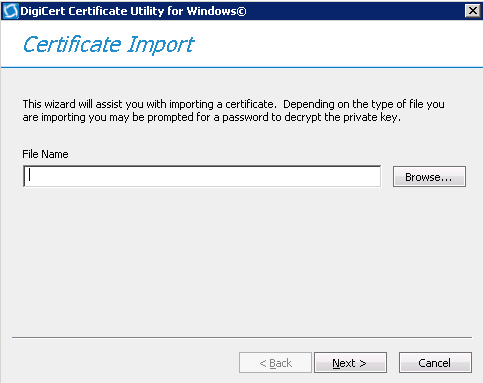 DigiCert Certificate Utility for Windows©
Certificate Import
This wizard will assist you with importing a certificate.  Depending on the type of file you
are importing you may be prompted for a password to decrypt the private key.
File Name
Browse...
< Back
Next >
Cancel